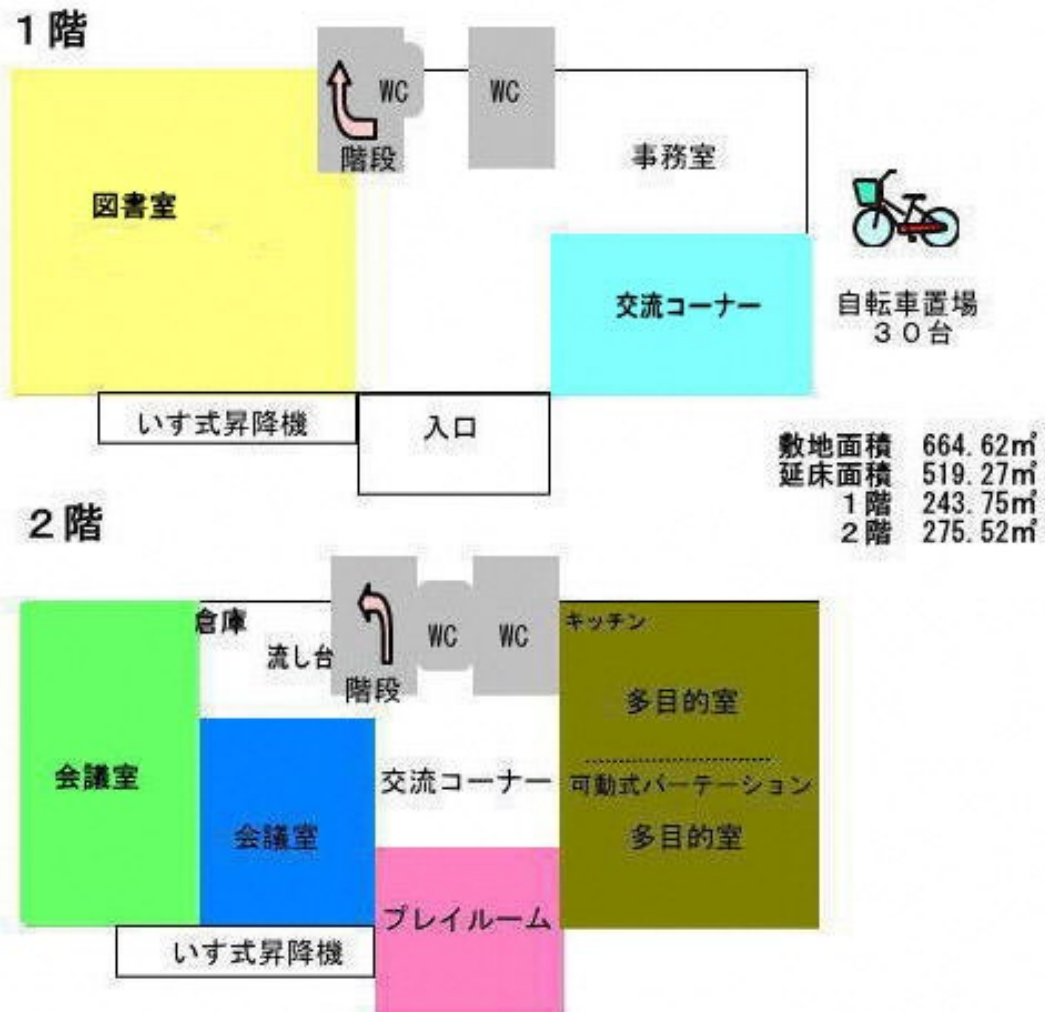 1階
WC
WC
階段
事務室
図書室
交流コーナー
自転車置場
30台
いす式昇降機
入口
敷地面積 664.62㎡
延床面積 519.27㎡
1階 243.75㎡
2階 275.52㎡
2階
倉庫
流し台
階段
WC
WC
キッチン
多目的室
会議室
会議室
交流コーナー
可動式パーテーション
多目的室
プレイルーム
いす式昇降機